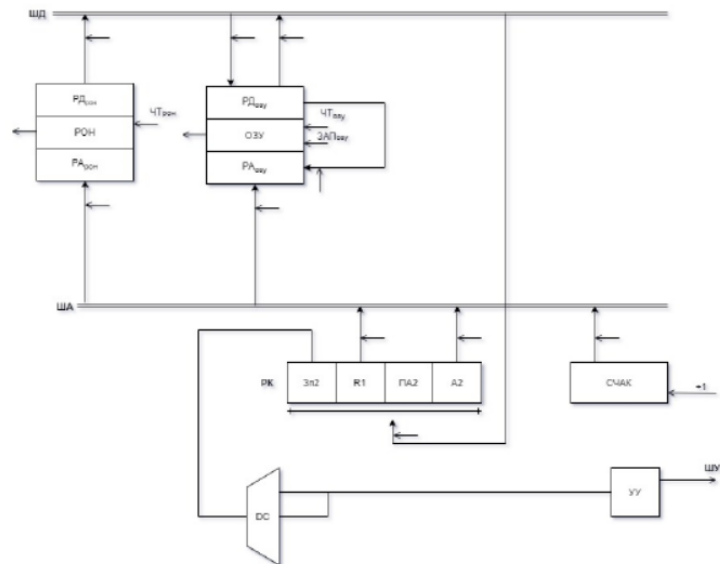 ШД
РДрон
РОН
РАрон
ЧТрон
РДозу
ОЗУ
РАозу
ЧТозу
ЗАПозу
ША
РК
Зп2
R1
ПА2
А2
СЧАК
+1
DC
УУ
ШУ